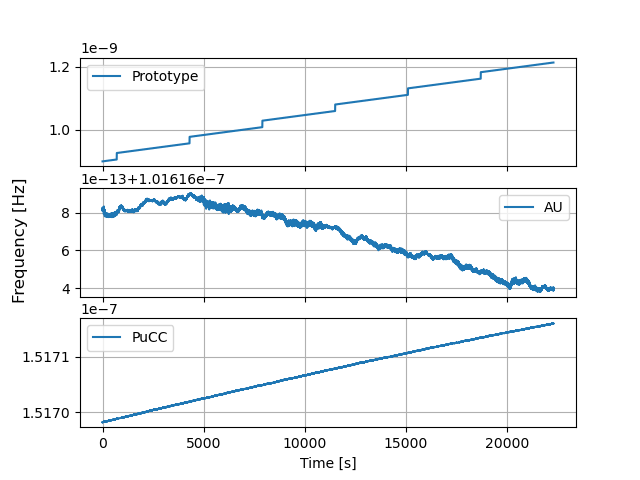 1e−9
1.2
1.0
Prototype
1e−13+1.01616e−7
8
6
4
AU
Frequency [Hz]
1e−7
1.5171
1.5170
PuCC
0 5000 10000 15000 20000
Time [s]